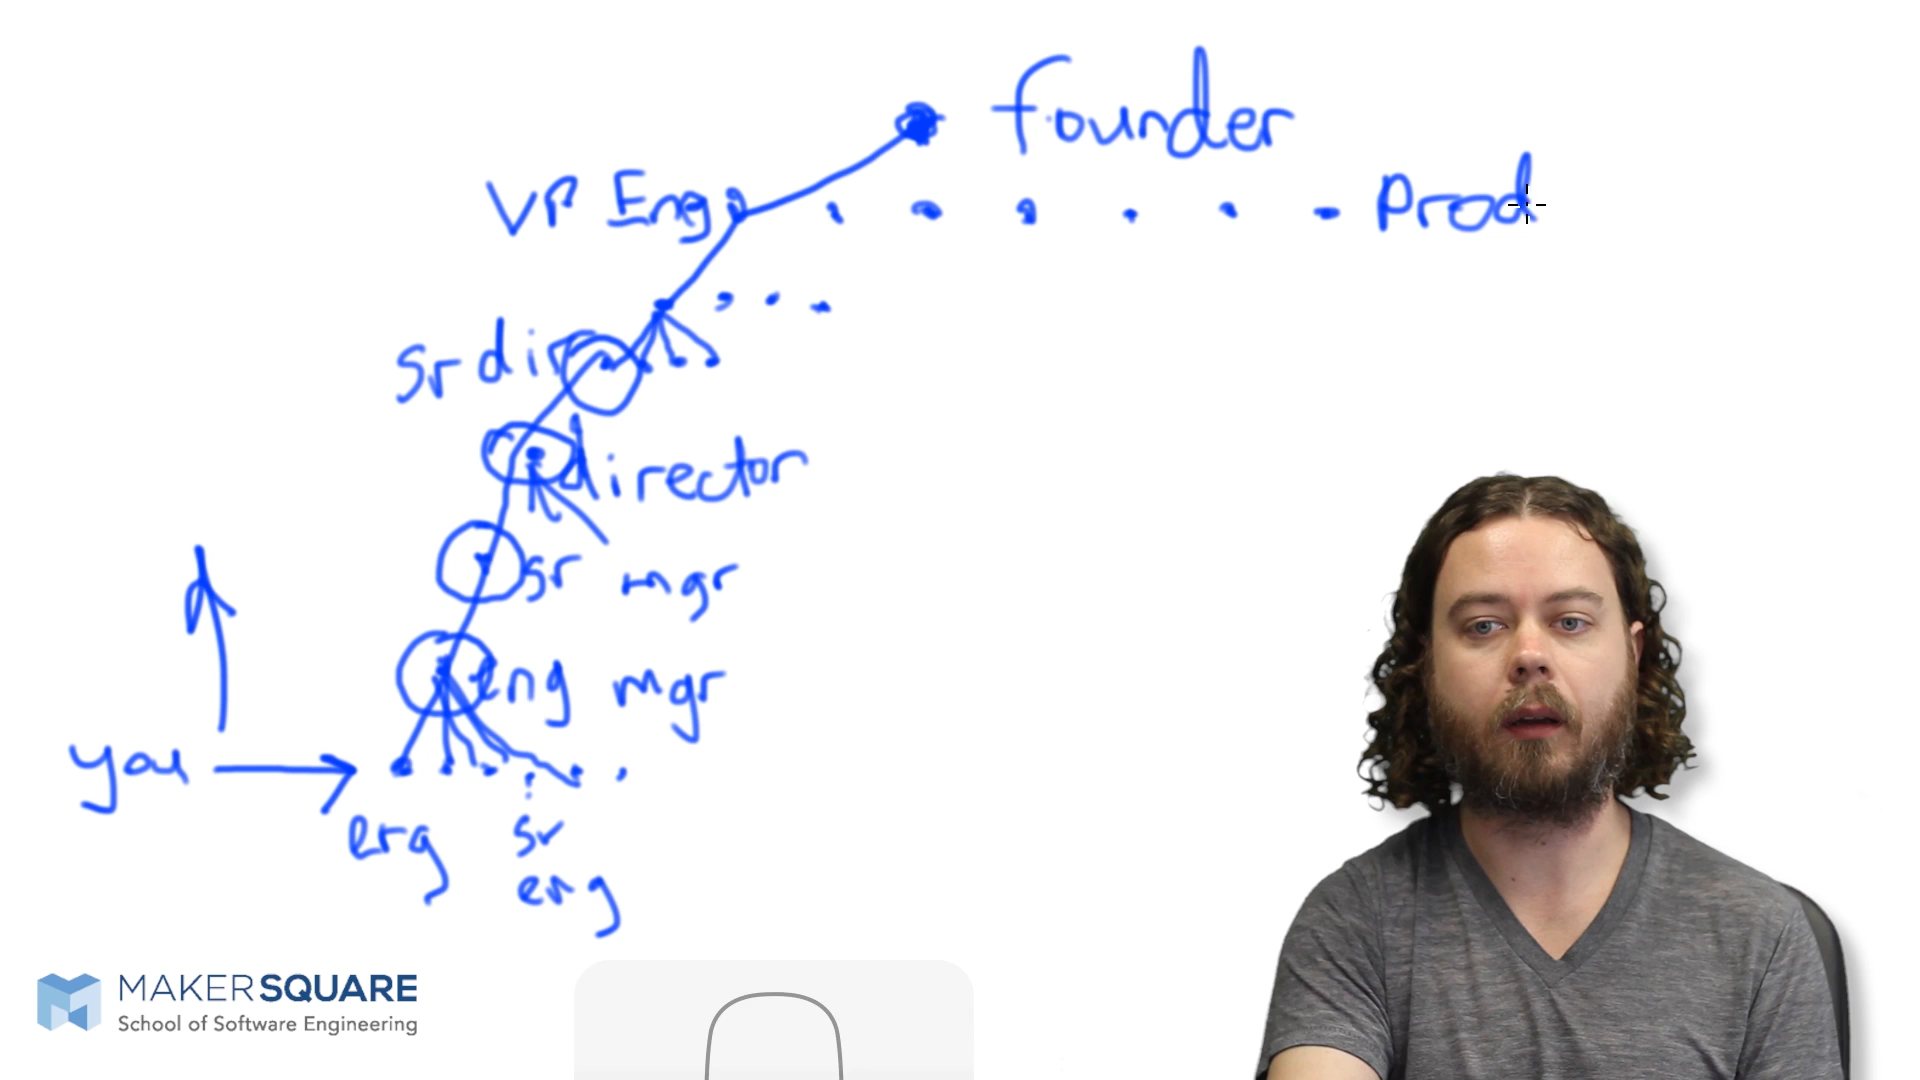 founder
VP Eng
Prod
sr dir
director
sr mgr
eng mgr
you
eng
sr
eng
MAKERSQUARE
School of Software Engineering